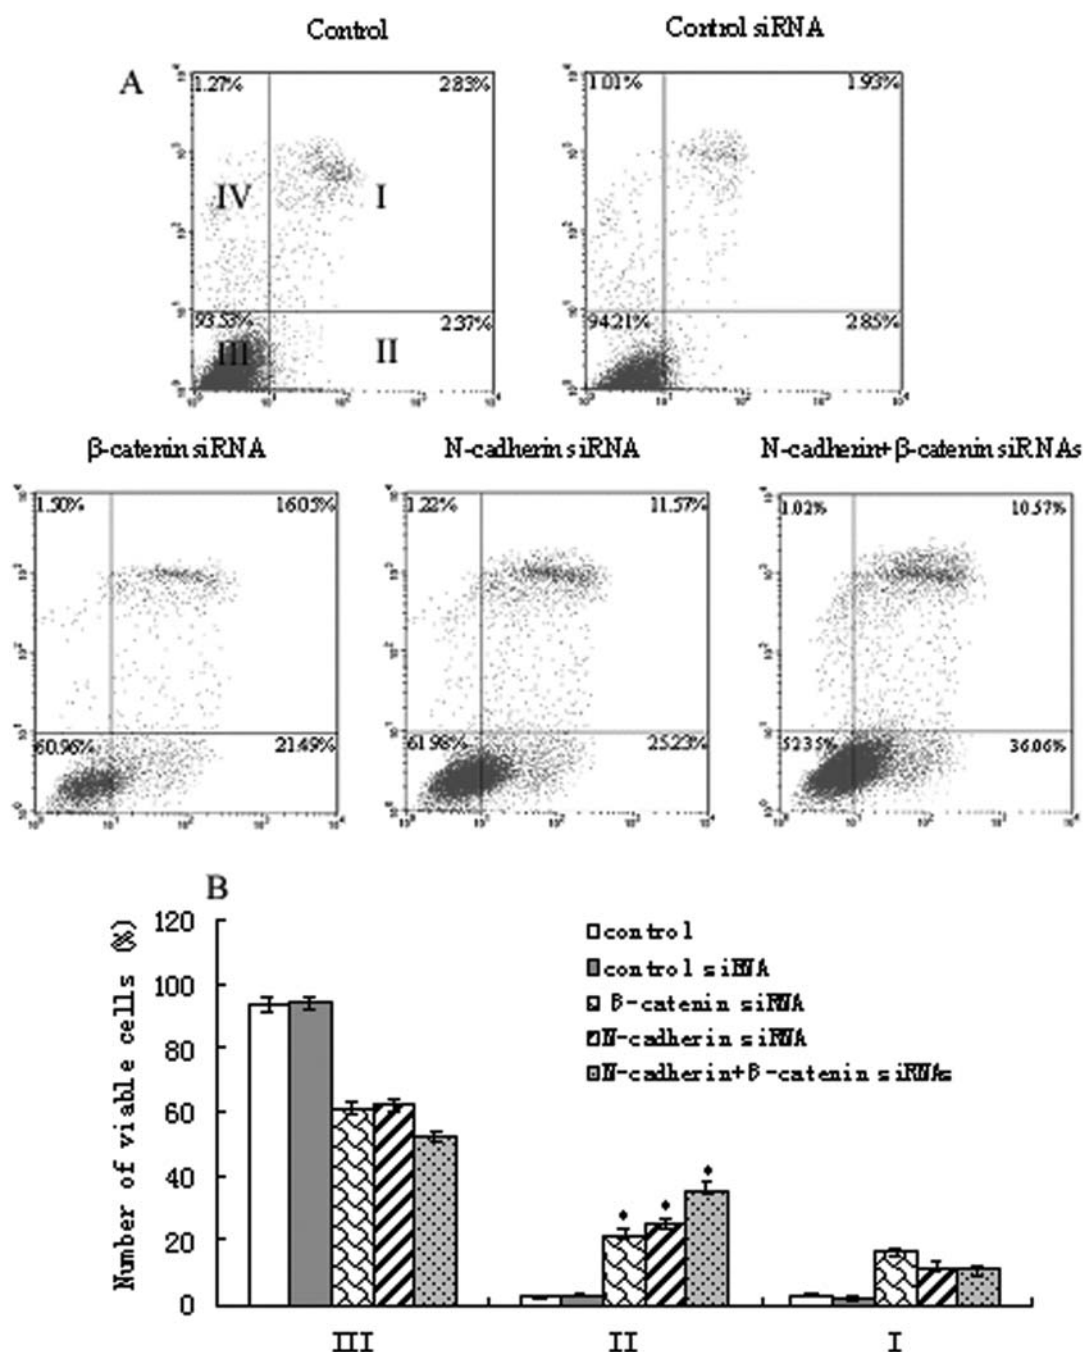 Control
Control siRNA
A
1.27%
2.83%
IV
I
93.53%
2.37%
III
II
1.01%
1.93%
94.21%
2.85%
β-catenin siRNA
N-cadherin siRNA
N-cadherin+β-catenin siRNAs
1.50%
16.05%
60.96%
21.49%
1.22%
11.57%
61.98%
25.23%
1.02%
10.57%
52.35%
36.06%
B
Number of viable cells (%)
120
100
80
60
40
20
0
control
control siRNA
β-catenin siRNA
N-cadherin siRNA
N-cadherin+β-catenin siRNAs
III
II
I